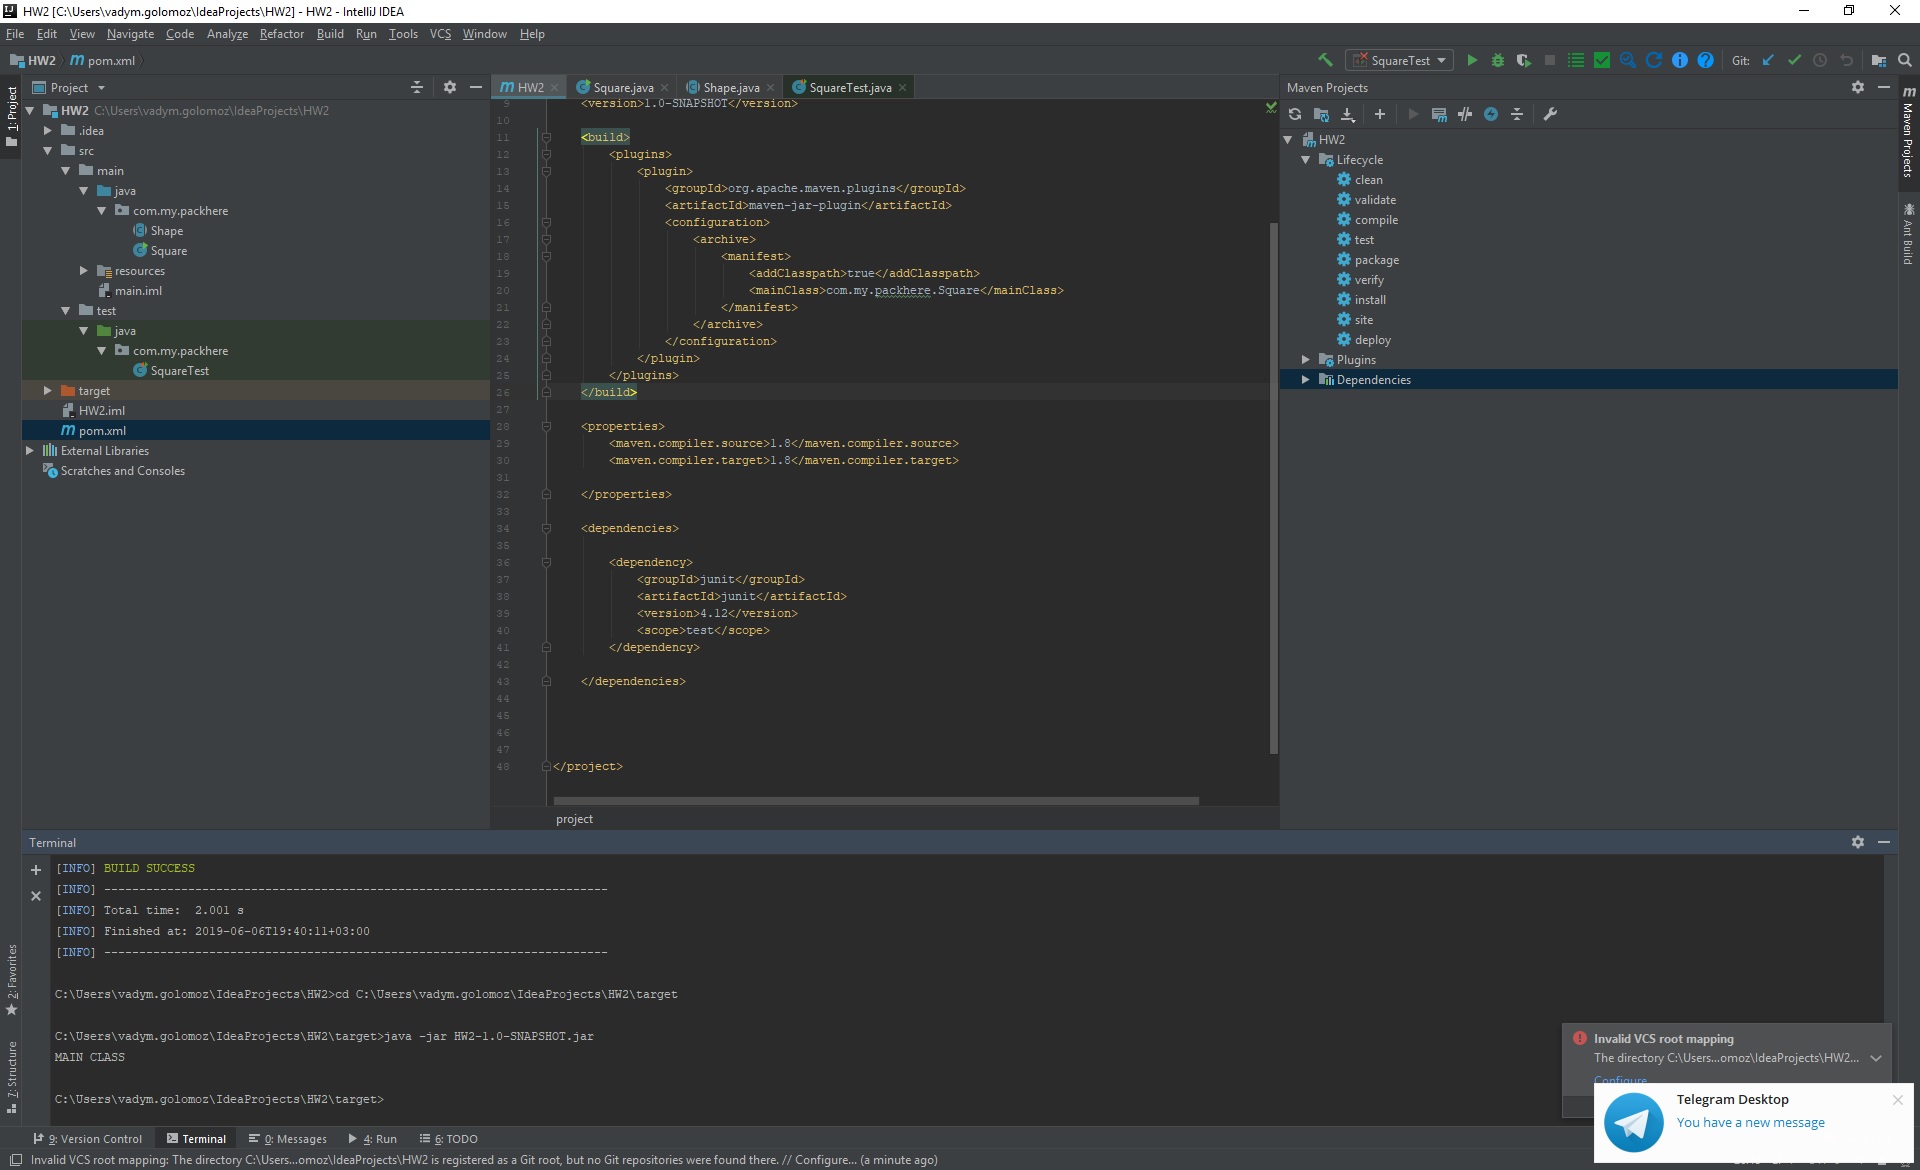 HW2 [C:\Users\vadym.golomoz\IdeaProjects\HW2] - HW2 - IntelliJ IDEA
File Edit View Navigate Code Analyze Refactor Build Run Tools VCS Window Help
HW2 pom.xml
SquareTest
Git:
1: Project
Project
HW2 C:\Users\vadym.golomoz\IdeaProjects\HW2
.idea
src
main
java
com.my.packhere
Shape
Square
resources
main.iml
test
java
com.my.packhere
SquareTest
target
HW2.iml
pom.xml
External Libraries
Scratches and Consoles
HW2 Square.java Shape.java SquareTest.java
9 <version>1.0-SNAPSHOT</version>
10
11 <build>
12 <plugins>
13 <plugin>
14 <groupId>org.apache.maven.plugins</groupId>
15 <artifactId>maven-jar-plugin</artifactId>
16 <configuration>
17 <archive>
18 <manifest>
19 <addClasspath>true</addClasspath>
20 <mainClass>com.my.packhere.Square</mainClass>
21 </manifest>
22 </archive>
23 </configuration>
24 </plugin>
25 </plugins>
26 </build>
27
28 <properties>
29 <maven.compiler.source>1.8</maven.compiler.source>
30 <maven.compiler.target>1.8</maven.compiler.target>
31
32 </properties>
33
34 <dependencies>
35
36 <dependency>
37 <groupId>junit</groupId>
38 <artifactId>junit</artifactId>
39 <version>4.12</version>
40 <scope>test</scope>
41 </dependency>
42
43 </dependencies>
44
45
46
47
48 </project>
project
Maven Projects
HW2
Lifecycle
clean
validate
compile
test
package
verify
install
site
deploy
Plugins
Dependencies
Maven Projects
Ant Build
Terminal
[INFO] BUILD SUCCESS
[INFO] ------------------------------------------------------------------------
[INFO] Total time:  2.001 s
[INFO] Finished at: 2019-06-06T19:40:11+03:00
[INFO] ------------------------------------------------------------------------
C:\Users\vadym.golomoz\IdeaProjects\HW2>cd C:\Users\vadym.golomoz\IdeaProjects\HW2\target
C:\Users\vadym.golomoz\IdeaProjects\HW2\target>java -jar HW2-1.0-SNAPSHOT.jar
MAIN CLASS
C:\Users\vadym.golomoz\IdeaProjects\HW2\target>
2: Favorites
7: Structure
Invalid VCS root mapping
The directory C:\Users...omoz\IdeaProjects\HW2...
Configure
Telegram Desktop
You have a new message
9: Version Control Terminal 0: Messages 4: Run 6: TODO
Invalid VCS root mapping: The directory C:\Users...omoz\IdeaProjects\HW2 is registered as a Git root, but no Git repositories were found there. // Configure... (a minute ago)